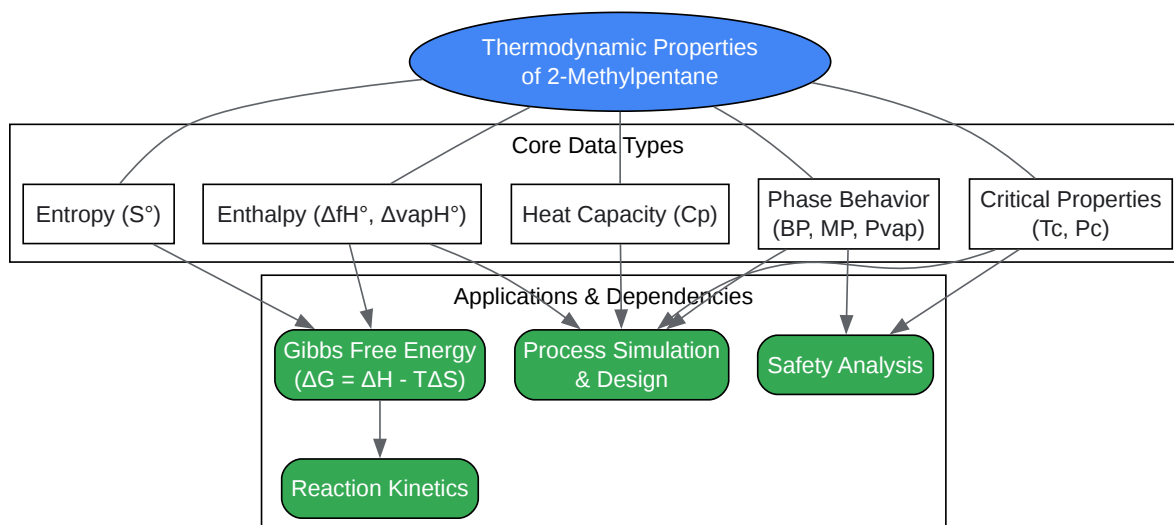 Thermodynamic Properties
of 2-Methylpentane
Core Data Types
Entropy (S°)
Enthalpy (ΔfH°, ΔvapH°)
Heat Capacity (Cp)
Phase Behavior
(BP, MP, Pvap)
Critical Properties
(Tc, Pc)
Applications & Dependencies
Gibbs Free Energy
(ΔG = ΔH - TΔS)
Process Simulation
& Design
Safety Analysis
Reaction Kinetics